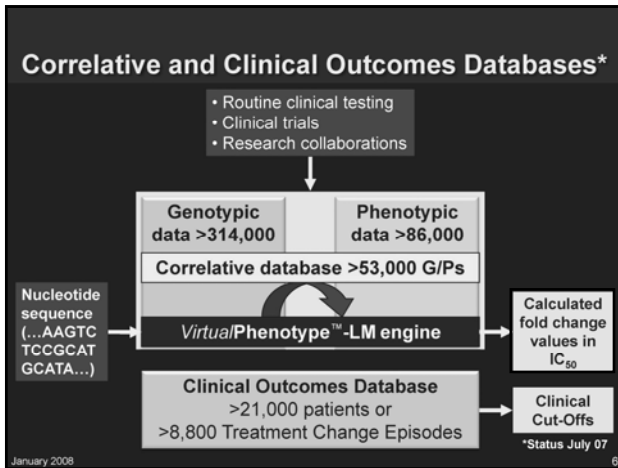 Correlative and Clinical Outcomes Databases*
• Routine clinical testing
• Clinical trials
• Research collaborations
Genotypic
data >314,000
Phenotypic
data >86,000
Correlative database >53,000 G/Ps
Nucleotide
sequence
(…AAGTC
TCCGCAT
GCATA…)
VirtualPhenotype™-LM engine
Calculated
fold change
values in
IC50
Clinical Outcomes Database
>21,000 patients or
>8,800 Treatment Change Episodes
Clinical
Cut-Offs
*Status July 07
January 2008
6